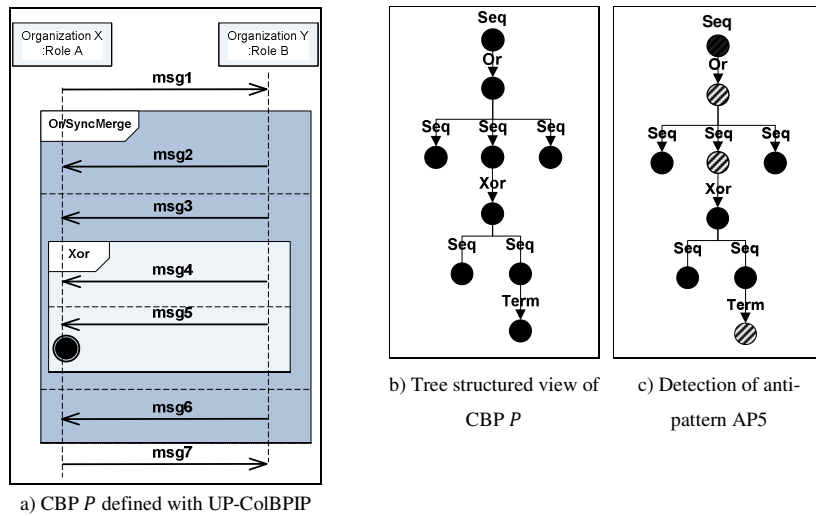 Organization X
:Role A
Organization Y
:Role B
msg1
Or/SyncMerge
msg2
msg3
Xor
msg4
msg5
msg6
msg7
a) CBP P defined with UP-ColBPIP
Seq
Or
Seq Seq Seq
Xor
Seq Seq
Term
b) Tree structured view of
CBP P
Seq
Or
Seq Seq Seq
Xor
Seq Seq
Term
c) Detection of anti-
pattern AP5